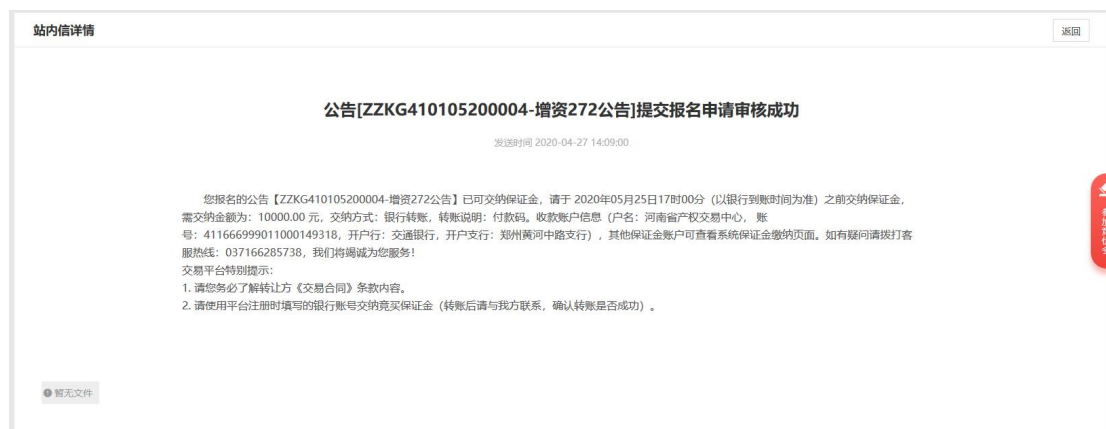 站内信详情
返回
公告[ZZKG410105200004-增资272公告]提交报名申请审核成功
发送时间 2020-04-27 14:09:00
您报名的公告【ZZKG410105200004-增资272公告】已可交纳保证金，请于 2020年05月25日17时00分（以银行到账时间为准）之前交纳保证金，
需交纳金额为：10000.00 元，交纳方式：银行转账，转账说明：付款码。收款账户信息（户名：河南省产权交易中心， 账
号：411666999011000149318，开户行：交通银行，开户支行：郑州黄河中路支行），其他保证金账户可查看系统保证金缴纳页面。如有疑问请拨打客
服热线：037166285738，我们将竭诚为您服务！
交易平台特别提示：
1. 请您务必了解转让方《交易合同》条款内容。
2. 请使用平台注册时填写的银行账号交纳竞买保证金（转账后请与我方联系，确认转账是否成功）。
暂无文件